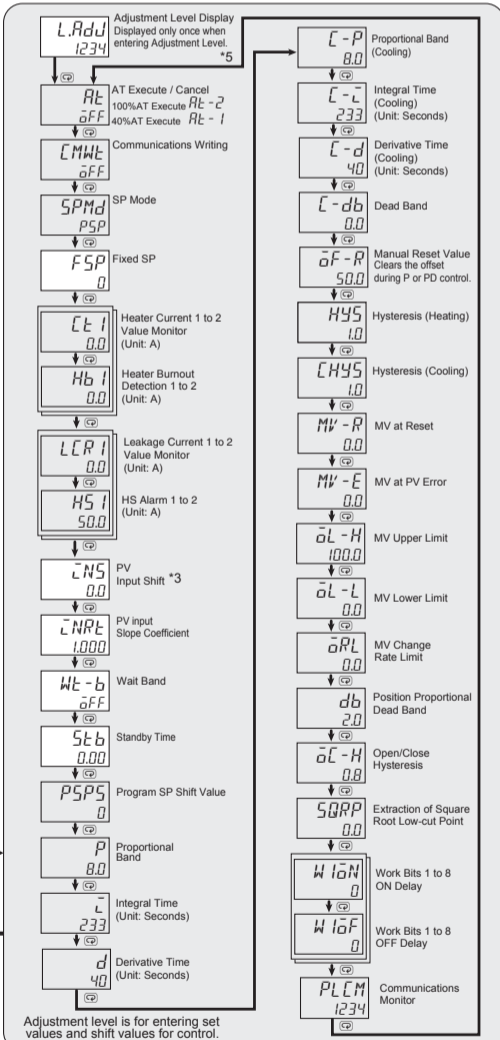 L.AdJ
1234
Adjustment Level Display
Displayed only once when
entering Adjustment Level.
*5
At
oFF
AT Execute / Cancel
100%AT Execute At-2
40%AT Execute At-1
CMWt
oFF
Communications Writing
SPMd
PSP
SP Mode
FSP
0
Fixed SP
Ct1
0.0
Heater Current 1 to 2
Value Monitor
(Unit: A)
Hb1
0.0
Heater Burnout
Detection 1 to 2
(Unit: A)
LCR1
0.0
Leakage Current 1 to 2
Value Monitor
(Unit: A)
HS1
50.0
HS Alarm 1 to 2
(Unit: A)
iNS
0.0
PV
Input Shift *3
iNRt
1.000
PV input
Slope Coefficient
Wt-b
oFF
Wait Band
Stb
0.00
Standby Time
PSPS
0
Program SP Shift Value
P
8.0
Proportional
Band
i
233
Integral Time
(Unit: Seconds)
d
40
Derivative Time
(Unit: Seconds)
Adjustment level is for entering set
values and shift values for control.
C-P
8.0
Proportional Band
(Cooling)
C-i
233
Integral Time
(Cooling)
(Unit: Seconds)
C-d
40
Derivative Time
(Cooling)
(Unit: Seconds)
C-db
0.0
Dead Band
oF-R
50.0
Manual Reset Value
Clears the offset
during P or PD control.
HYS
1.0
Hysteresis (Heating)
CHYS
1.0
Hysteresis (Cooling)
MV-R
0.0
MV at Reset
MV-E
0.0
MV at PV Error
oL-H
100.0
MV Upper Limit
oL-L
0.0
MV Lower Limit
oRL
0.0
MV Change
Rate Limit
db
2.0
Position Proportional
Dead Band
oC-H
0.8
Open/Close
Hysteresis
SQRP
0.0
Extraction of Square
Root Low-cut Point
W1oN
0
Work Bits 1 to 8
ON Delay
W1oF
0
Work Bits 1 to 8
OFF Delay
PLCM
1234
Communications
Monitor